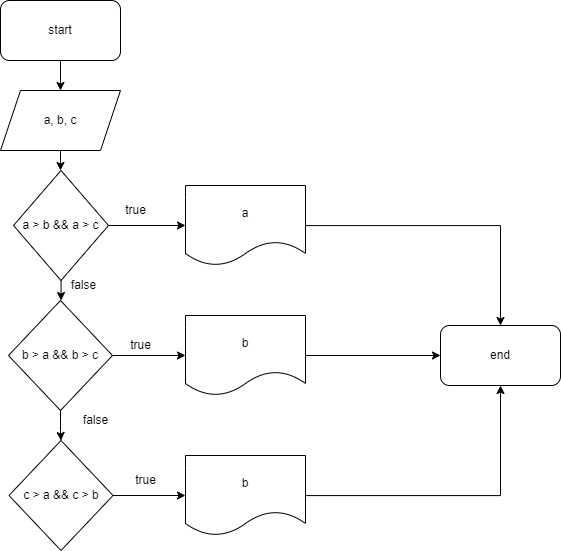 start
a, b, c
a > b && a > c
true
a
false
b > a && b > c
true
b
end
false
c > a && c > b
true
b